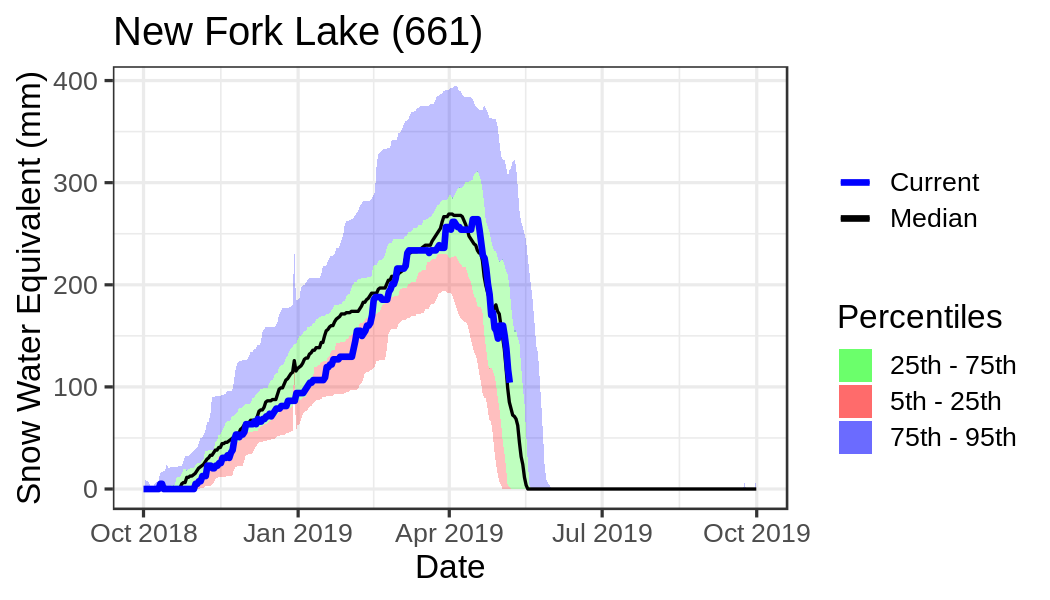 New Fork Lake (661)
Snow Water Equivalent (mm)
400
300
200
100
0
Oct 2018
Jan 2019
Apr 2019
Jul 2019
Oct 2019
Date
Current
Median
Percentiles
25th - 75th
5th - 25th
75th - 95th